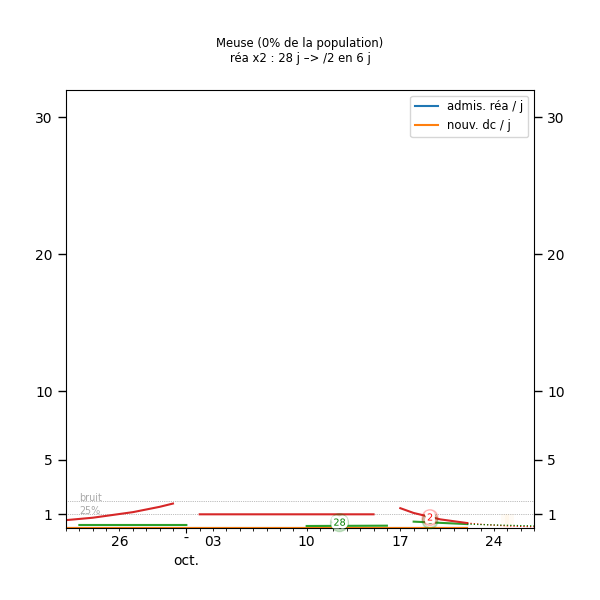 Meuse (0% de la population)
réa x2 : 28 j –> /2 en 6 j
admis. réa / j
nouv. dc / j
30 30
20 20
10 10
5 5
bruit
25%
1 1
28
2
26 - 03 10 17 24
oct.